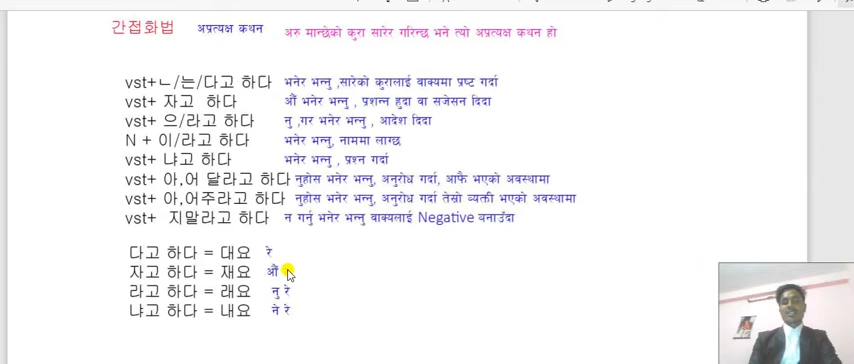 간접화법 अप्रत्यक्ष कथन अरु मान्छेको कुरा सारेर गरिन्छ भने त्यो अप्रत्यक्ष कथन हो
vst+ㄴ/는/다고 하다 भनेर भन्नु ,सारेको कुरालाई वाक्यमा प्रष्ट गर्दा
vst+ 자고 하다 औं भनेर भन्नु , प्रशन्न हुदा वा सजेसन दिदा
vst+ 으/라고 하다 नु ,गर भनेर भन्नु , आदेश दिदा
N + 이/라고 하다 भनेर भन्नु, नाममा लाग्छ
vst+ 냐고 하다 भनेर भन्नु , प्रश्न गर्दा
vst+ 아,어 달라고 하다 नुहोस भनेर भन्नु, अनुरोध गर्दा, आफै भएको अवस्थामा
vst+ 아,어주라고 하다 नुहोस भनेर भन्नु, अनुरोध गर्दा तेस्रो व्यक्ती भएको अवस्थामा
vst+ 지말라고 하다 न गर्नु भनेर भन्नु वाक्यलाई Negative बनाउँदा
다고 하다 = 대요 रे
자고 하다 = 재요 औं
라고 하다 = 래요 नु रे
냐고 하다 = 내요 ने रे